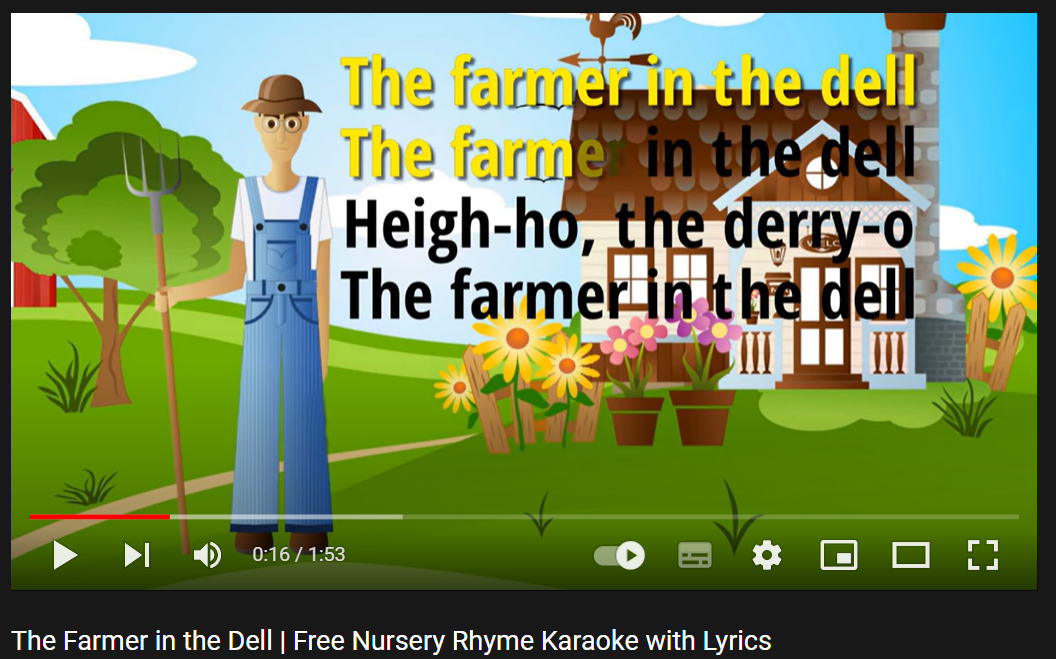 The farmer in the dell
The farmer in the dell
Heigh-ho, the derry-o
WELCOME
The farmer in the dell
0:16 / 1:53
The Farmer in the Dell | Free Nursery Rhyme Karaoke with Lyrics